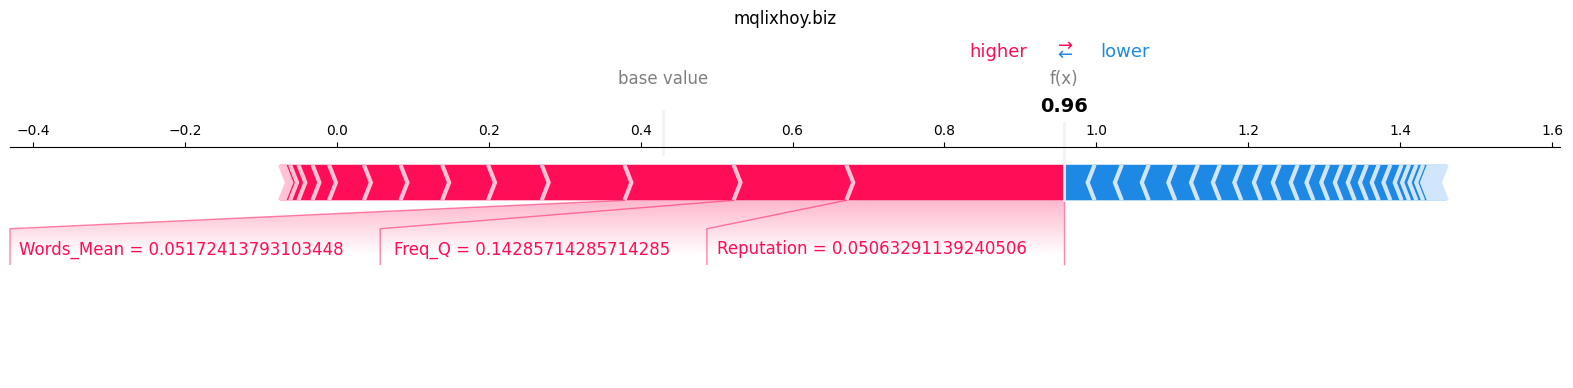 mqlixhoy.biz
higher → lower
←
base value f(x)
0.96
−0.4 −0.2 0.0 0.2 0.4 0.6 0.8 1.0 1.2 1.4 1.6
Words_Mean = 0.05172413793103448 Freq_Q = 0.14285714285714285 Reputation = 0.05063291139240506